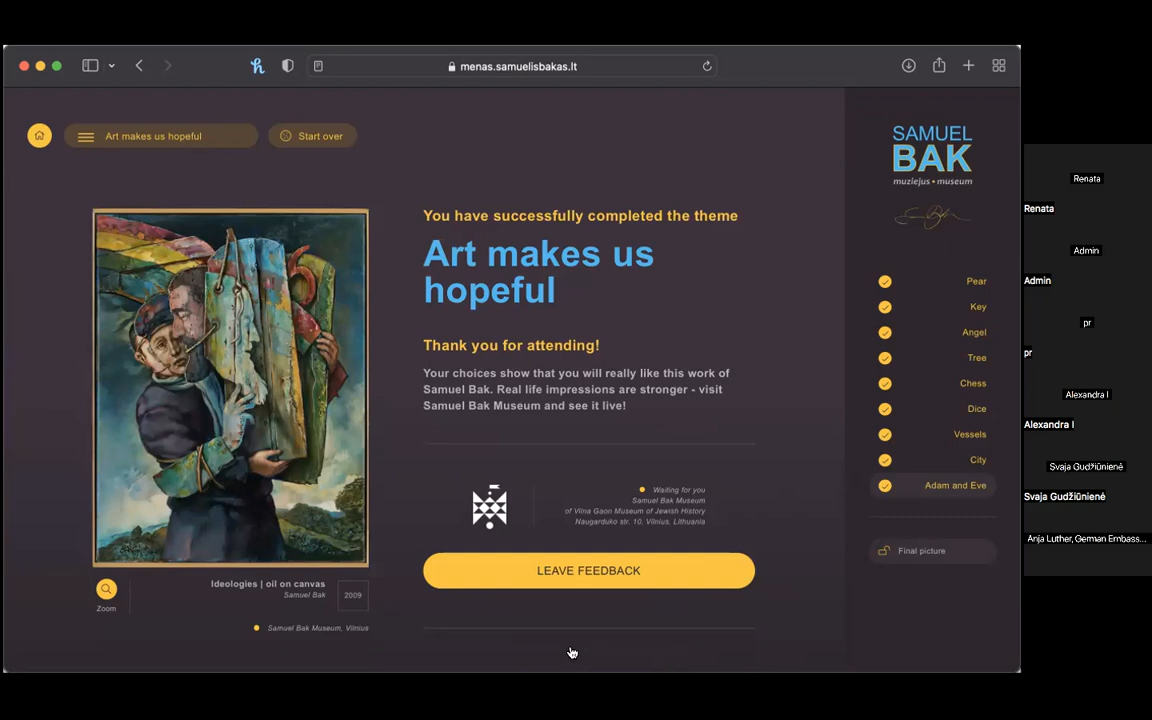 menas.samuelisbakas.lt
Art makes us hopeful
Start over
You have successfully completed the theme
Art makes us
hopeful
Thank you for attending!
Your choices show that you will really like this work of
Samuel Bak. Real life impressions are stronger - visit
Samuel Bak Museum and see it live!
Waiting for you
Samuel Bak Museum
of Vilna Gaon Museum of Jewish History
Naugarduko str. 10, Vilnius, Lithuania
LEAVE FEEDBACK
Zoom
Ideologies | oil on canvas
Samuel Bak
2009
Samuel Bak Museum, Vilnius
SAMUEL
BAK
muziejus • museum
Pear
Key
Angel
Tree
Chess
Dice
Vessels
City
Adam and Eve
Final picture
Renata
Renata
Admin
Admin
pr
pr
Alexandra I
Alexandra I
Svaja Gudžiūnienė
Svaja Gudžiūnienė
Anja Luther, German Embass...